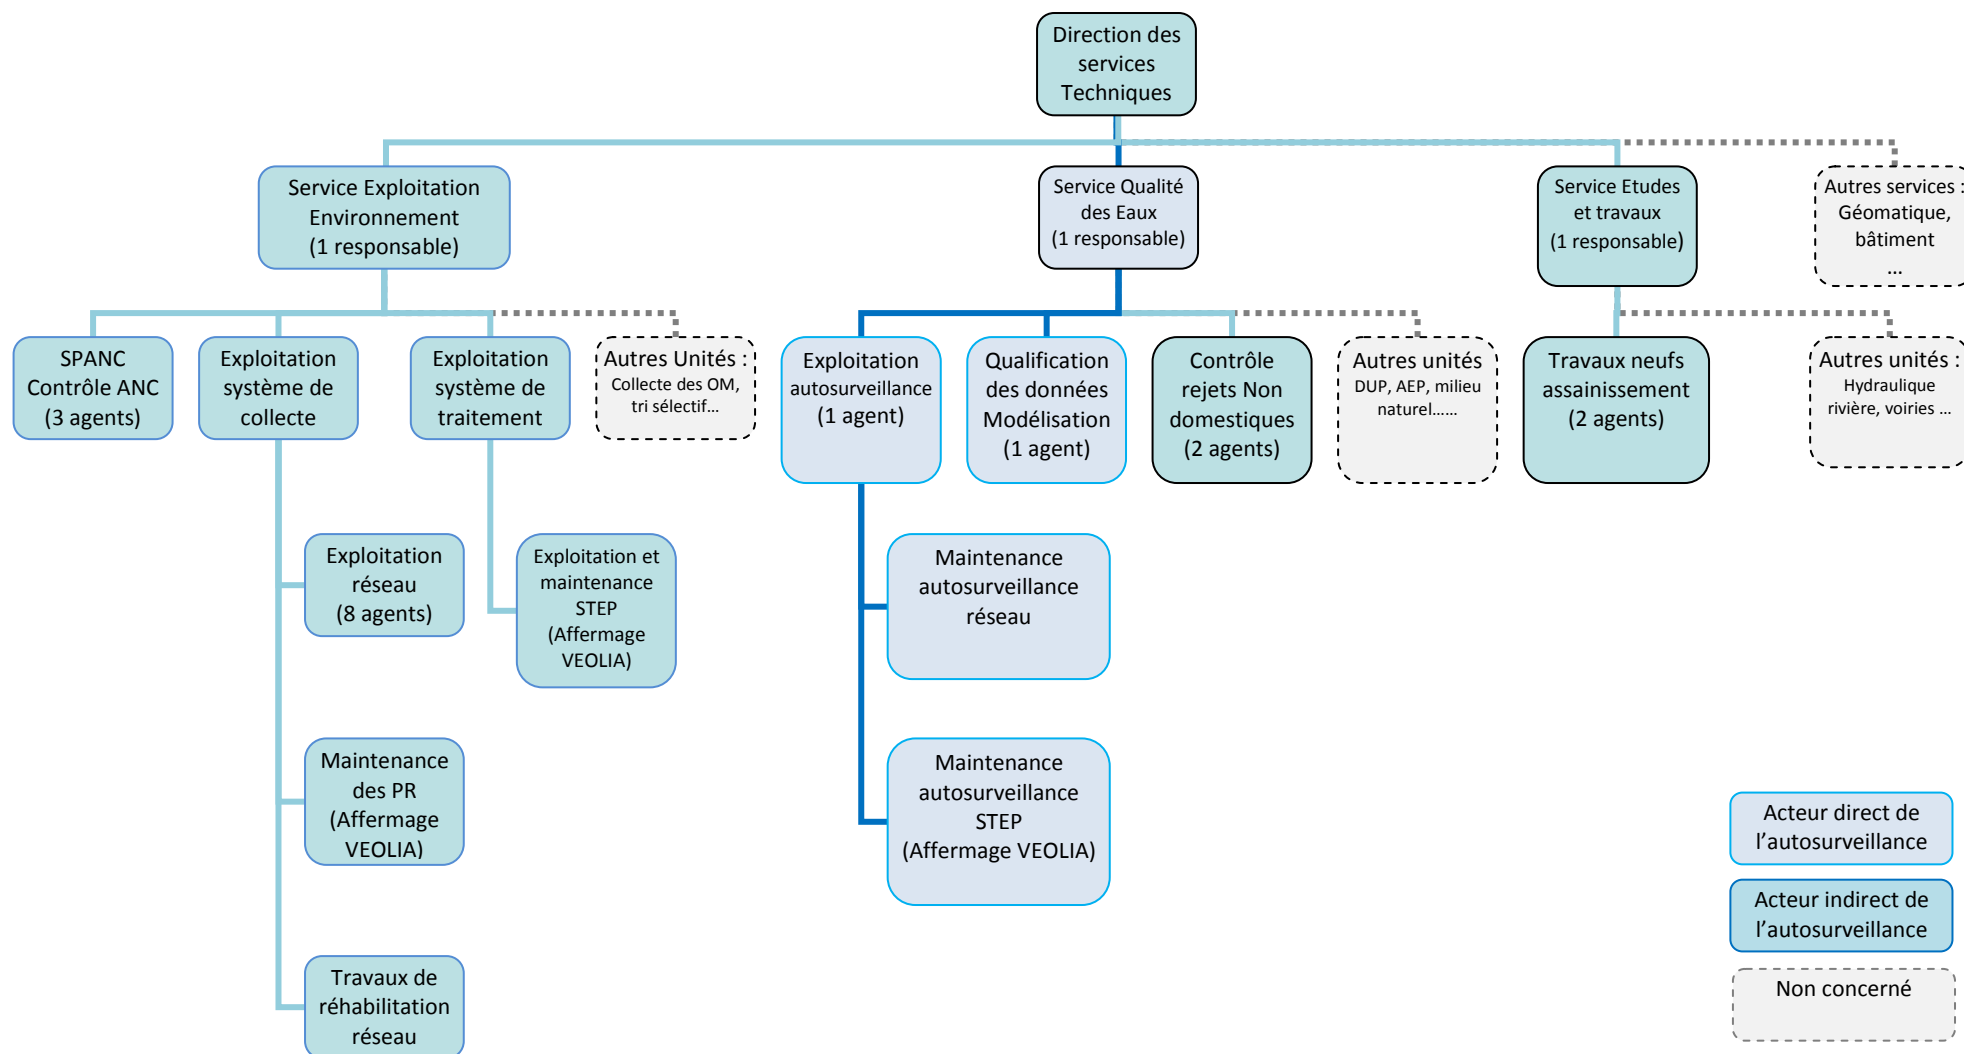 Direction des
services
Techniques
Service Exploitation
Environnement
(1 responsable)
Service Qualité
des Eaux
(1 responsable)
Service Etudes
et travaux
(1 responsable)
Autres services :
Géomatique,
bâtiment
...
SPANC
Contrôle ANC
(3 agents)
Exploitation
système de
collecte
Exploitation
système de
traitement
Autres Unités :
Collecte des OM,
tri sélectif…
Exploitation
autosurveillance
(1 agent)
Qualification
des données
Modélisation
(1 agent)
Contrôle
rejets Non
domestiques
(2 agents)
Autres unités
DUP, AEP, milieu
naturel……
Travaux neufs
assainissement
(2 agents)
Autres unités :
Hydraulique
rivière, voiries …
Exploitation
réseau
(8 agents)
Exploitation et
maintenance
STEP
(Affermage
VEOLIA)
Maintenance
autosurveillance
réseau
Maintenance
des PR
(Affermage
VEOLIA)
Maintenance
autosurveillance
STEP
(Affermage VEOLIA)
Travaux de
réhabilitation
réseau
Acteur direct de
l’autosurveillance
Acteur indirect de
l’autosurveillance
Non concerné